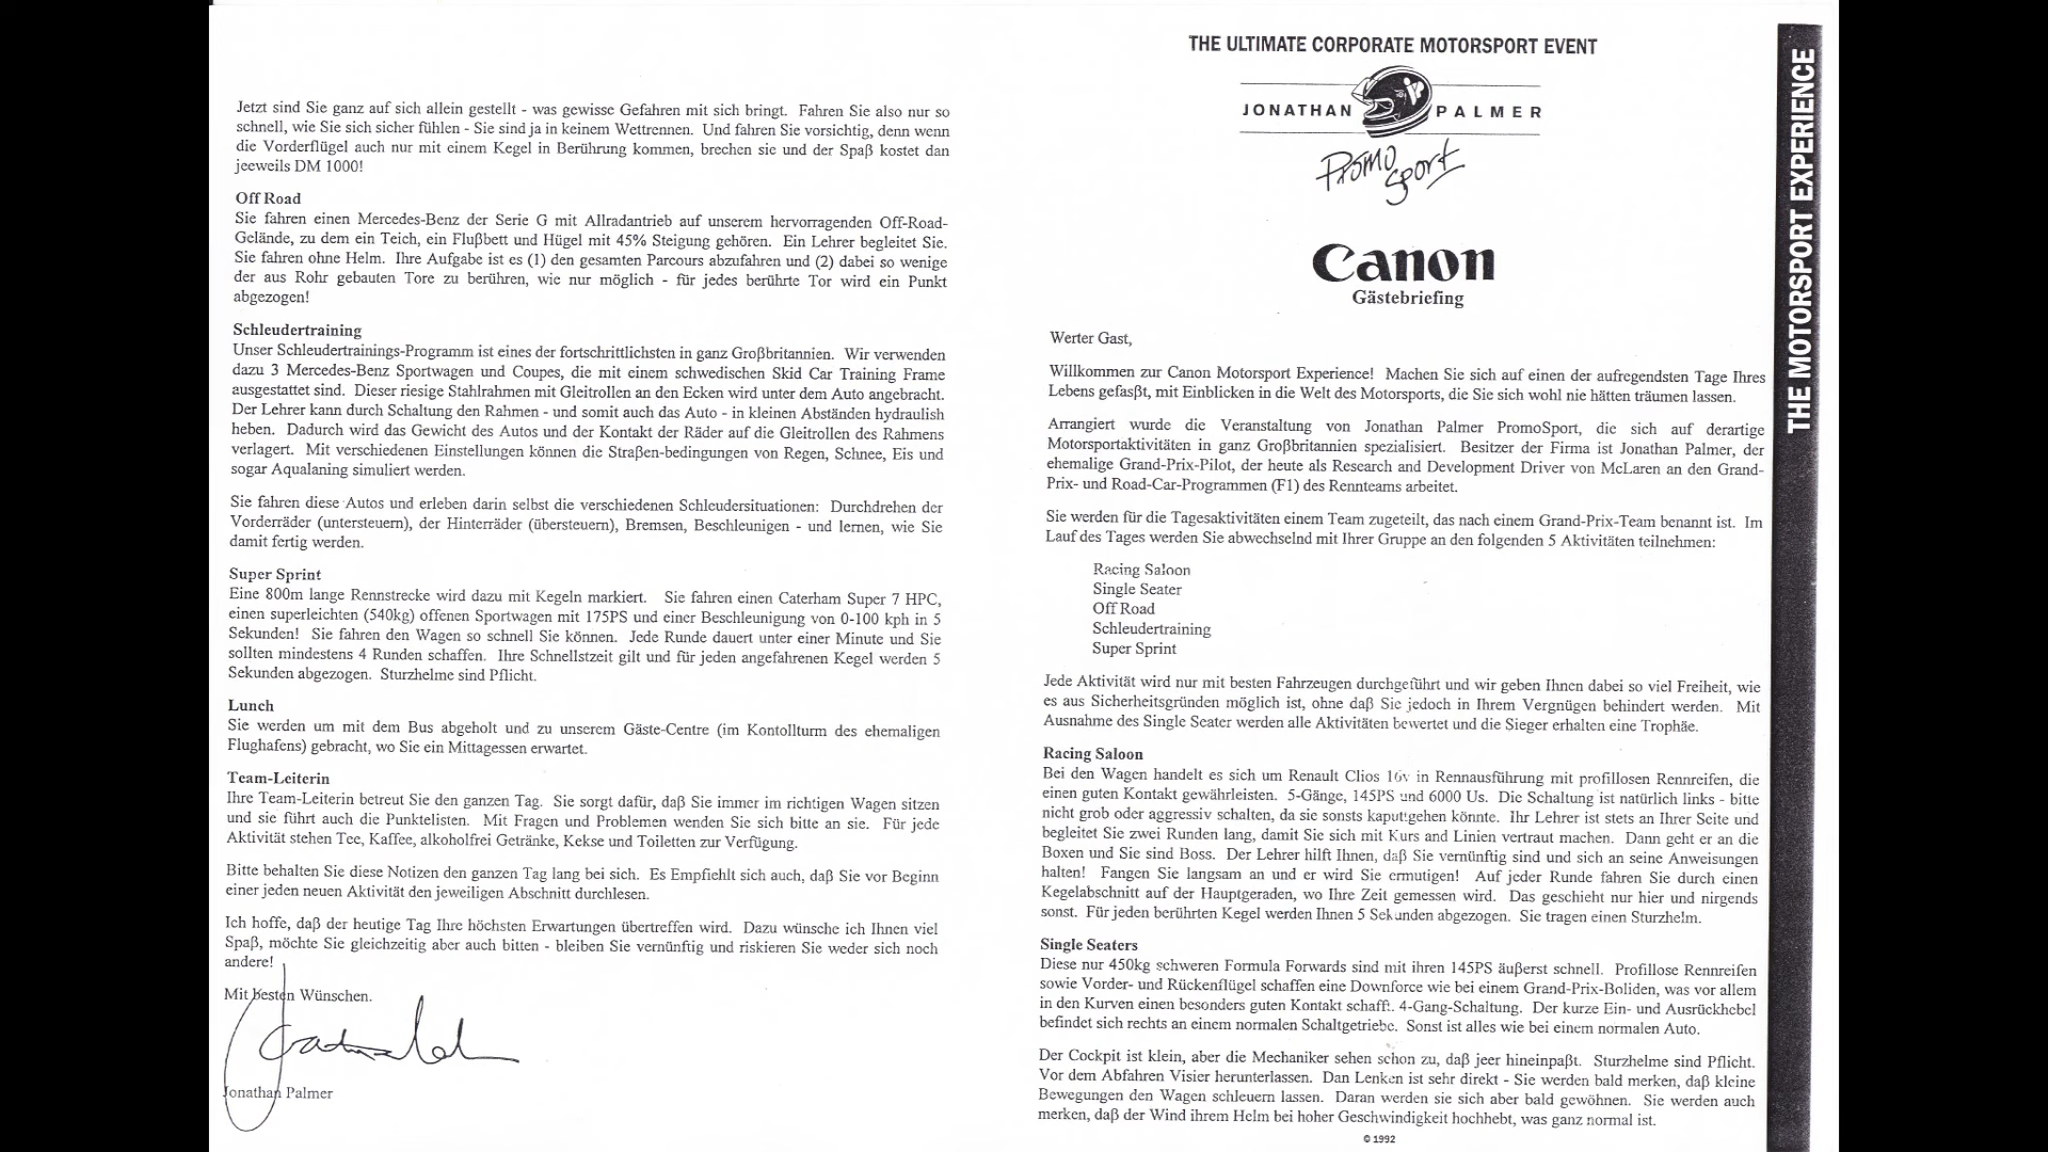 Jetzt sind Sie ganz auf sich allein gestellt - was gewisse Gefahren mit sich bringt. Fahren Sie also nur so
schnell, wie Sie sich sicher fühlen - Sie sind ja in keinem Wettrennen. Und fahren Sie vorsichtig, denn wenn
die Vorderflügel auch nur mit einem Kegel in Berührung kommen, brechen sie und der Spaß kostet dan
jeeweils DM 1000!
Off Road
Sie fahren einen Mercedes-Benz der Serie G mit Allradantrieb auf unserem hervorragenden Off-Road-
Gelände, zu dem ein Teich, ein Flußbett und Hügel mit 45% Steigung gehören. Ein Lehrer begleitet Sie.
Sie fahren ohne Helm. Ihre Aufgabe ist es (1) den gesamten Parcours abzufahren und (2) dabei so wenige
der aus Rohr gebauten Tore zu berühren, wie nur möglich - für jedes berührte Tor wird ein Punkt
abgezogen!
Schleudertraining
Unser Schleudertrainings-Programm ist eines der fortschrittlichsten in ganz Großbritannien. Wir verwenden
dazu 3 Mercedes-Benz Sportwagen und Coupes, die mit einem schwedischen Skid Car Training Frame
ausgestattet sind. Dieser riesige Stahlrahmen mit Gleitrollen an den Ecken wird unter dem Auto angebracht.
Der Lehrer kann durch Schaltung den Rahmen - und somit auch das Auto - in kleinen Abständen hydraulish
heben. Dadurch wird das Gewicht des Autos und der Kontakt der Räder auf die Gleitrollen des Rahmens
verlagert. Mit verschiedenen Einstellungen können die Straßen-bedingungen von Regen, Schnee, Eis und
sogar Aqualaning simuliert werden.
Sie fahren diese Autos und erleben darin selbst die verschiedenen Schleudersituationen: Durchdrehen der
Vorderräder (untersteuern), der Hinterräder (übersteuern), Bremsen, Beschleunigen - und lernen, wie Sie
damit fertig werden.
Super Sprint
Eine 800m lange Rennstrecke wird dazu mit Kegeln markiert. Sie fahren einen Caterham Super 7 HPC,
einen superleichten (540kg) offenen Sportwagen mit 175PS und einer Beschleunigung von 0-100 kph in 5
Sekunden! Sie fahren den Wagen so schnell Sie können. Jede Runde dauert unter einer Minute und Sie
sollten mindestens 4 Runden schaffen. Ihre Schnellstzeit gilt und für jeden angefahrenen Kegel werden 5
Sekunden abgezogen. Sturzhelme sind Pflicht.
Lunch
Sie werden um mit dem Bus abgeholt und zu unserem Gäste-Centre (im Kontollturm des ehemaligen
Flughafens) gebracht, wo Sie ein Mittagessen erwartet.
Team-Leiterin
Ihre Team-Leiterin betreut Sie den ganzen Tag. Sie sorgt dafür, daß Sie immer im richtigen Wagen sitzen
und sie führt auch die Punktelisten. Mit Fragen und Problemen wenden Sie sich bitte an sie. Für jede
Aktivität stehen Tee, Kaffee, alkoholfrei Getränke, Kekse und Toiletten zur Verfügung.
Bitte behalten Sie diese Notizen den ganzen Tag lang bei sich. Es Empfiehlt sich auch, daß Sie vor Beginn
einer jeden neuen Aktivität den jeweiligen Abschnitt durchlesen.
Ich hoffe, daß der heutige Tag Ihre höchsten Erwartungen übertreffen wird. Dazu wünsche ich Ihnen viel
Spaß, möchte Sie gleichzeitig aber auch bitten - bleiben Sie vernünftig und riskieren Sie weder sich noch
andere!
Mit besten Wünschen.
Jonathan Palmer
THE ULTIMATE CORPORATE MOTORSPORT EVENT
JONATHAN PALMER
Promo
Sport
Canon
Gästebriefing
Werter Gast,
Willkommen zur Canon Motorsport Experience! Machen Sie sich auf einen der aufregendsten Tage Ihres
Lebens gefaßt, mit Einblicken in die Welt des Motorsports, die Sie sich wohl nie hätten träumen lassen.
Arrangiert wurde die Veranstaltung von Jonathan Palmer PromoSport, die sich auf derartige
Motorsportaktivitäten in ganz Großbritannien spezialisiert. Besitzer der Firma ist Jonathan Palmer, der
ehemalige Grand-Prix-Pilot, der heute als Research and Development Driver von McLaren an den Grand-
Prix- und Road-Car-Programmen (F1) des Rennteams arbeitet.
Sie werden für die Tagesaktivitäten einem Team zugeteilt, das nach einem Grand-Prix-Team benannt ist. Im
Lauf des Tages werden Sie abwechselnd mit Ihrer Gruppe an den folgenden 5 Aktivitäten teilnehmen:
Racing Saloon
Single Seater
Off Road
Schleudertraining
Super Sprint
Jede Aktivität wird nur mit besten Fahrzeugen durchgeführt und wir geben Ihnen dabei so viel Freiheit, wie
es aus Sicherheitsgründen möglich ist, ohne daß Sie jedoch in Ihrem Vergnügen behindert werden. Mit
Ausnahme des Single Seater werden alle Aktivitäten bewertet und die Sieger erhalten eine Trophäe.
Racing Saloon
Bei den Wagen handelt es sich um Renault Clios 16v in Rennausführung mit profillosen Rennreifen, die
einen guten Kontakt gewährleisten. 5-Gänge, 145PS und 6000 Us. Die Schaltung ist natürlich links - bitte
nicht grob oder aggressiv schalten, da sie sonst kaputtgehen könnte. Ihr Lehrer ist stets an Ihrer Seite und
begleitet Sie zwei Runden lang, damit Sie sich mit Kurs and Linien vertraut machen. Dann geht er an die
Boxen und Sie sind Boss. Der Lehrer hilft Ihnen, daß Sie vernünftig sind und sich an seine Anweisungen
halten! Fangen Sie langsam an und er wird Sie ermutigen! Auf jeder Runde fahren Sie durch einen
Kegelabschnitt auf der Hauptgeraden, wo Ihre Zeit gemessen wird. Das geschieht nur hier und nirgends
sonst. Für jeden berührten Kegel werden Ihnen 5 Sekunden abgezogen. Sie tragen einen Sturzhelm.
Single Seaters
Diese nur 450kg schweren Formula Forwards sind mit ihren 145PS äußerst schnell. Profillose Rennreifen
sowie Vorder- und Rückenflügel schaffen eine Downforce wie bei einem Grand-Prix-Boliden, was vor allem
in den Kurven einen besonders guten Kontakt schafft. 4-Gang-Schaltung. Der kurze Ein- und Ausrückhebel
befindet sich rechts an einem normalen Schaltgetriebe. Sonst ist alles wie bei einem normalen Auto.
Der Cockpit ist klein, aber die Mechaniker sehen schon zu, daß jeer hineinpaßt. Sturzhelme sind Pflicht.
Vor dem Abfahren Visier herunterlassen. Dan Lenken ist sehr direkt - Sie werden bald merken, daß kleine
Bewegungen den Wagen schleuern lassen. Daran werden sie sich aber bald gewöhnen. Sie werden auch
merken, daß der Wind ihrem Helm bei hoher Geschwindigkeit hochhebt, was ganz normal ist.
© 1992
THE MOTORSPORT EXPERIENCE